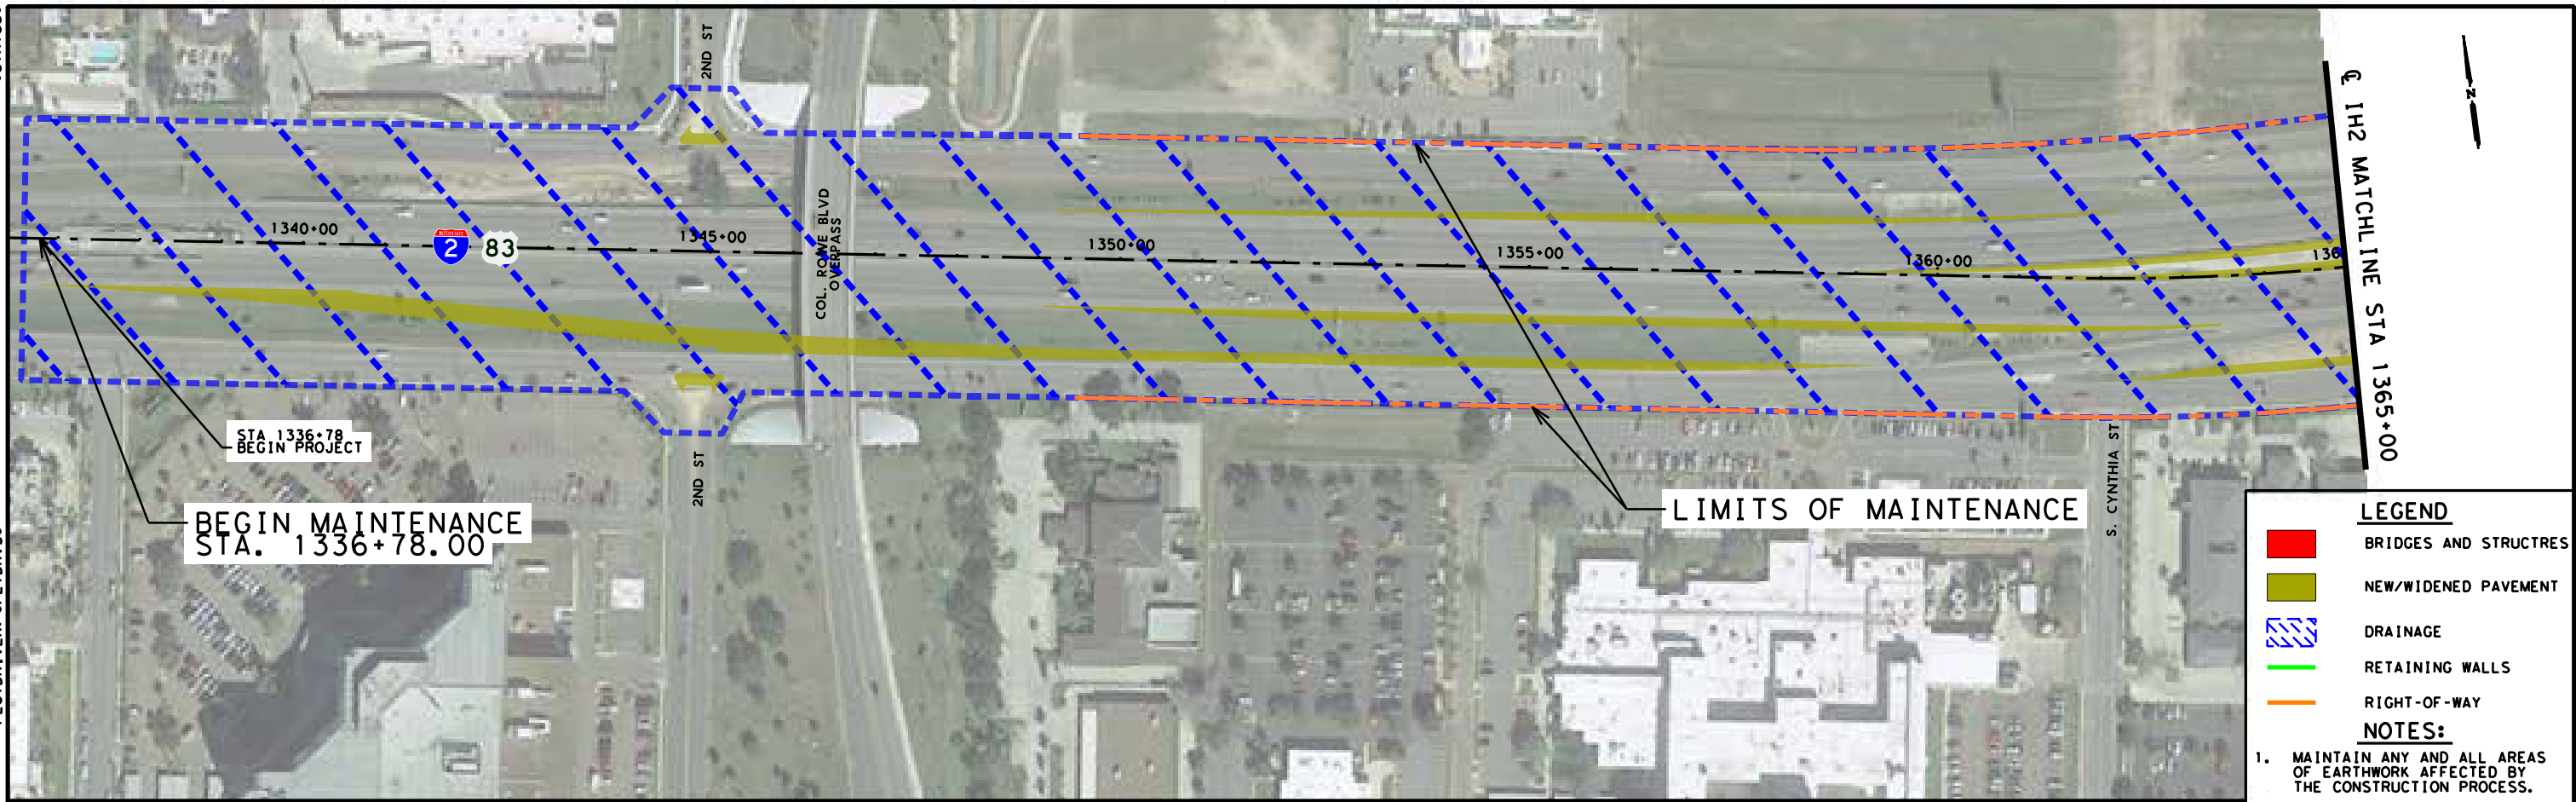 2ND ST
℄ IH2 MATCHLINE STA 1365+00
N
1340+00
INTERSTATE
2
83
1345+00
COL. ROWE BLVD
OVERPASS
1350+00
1355+00
1360+00
136
STA 1336+78
BEGIN PROJECT
BEGIN MAINTENANCE
STA. 1336+78.00
2ND ST
LIMITS OF MAINTENANCE
S. CYNTHIA ST
LEGEND
BRIDGES AND STRUCTRES
NEW/WIDENED PAVEMENT
DRAINAGE
RETAINING WALLS
RIGHT-OF-WAY
NOTES:
1. MAINTAIN ANY AND ALL AREAS
OF EARTHWORK AFFECTED BY
THE CONSTRUCTION PROCESS.